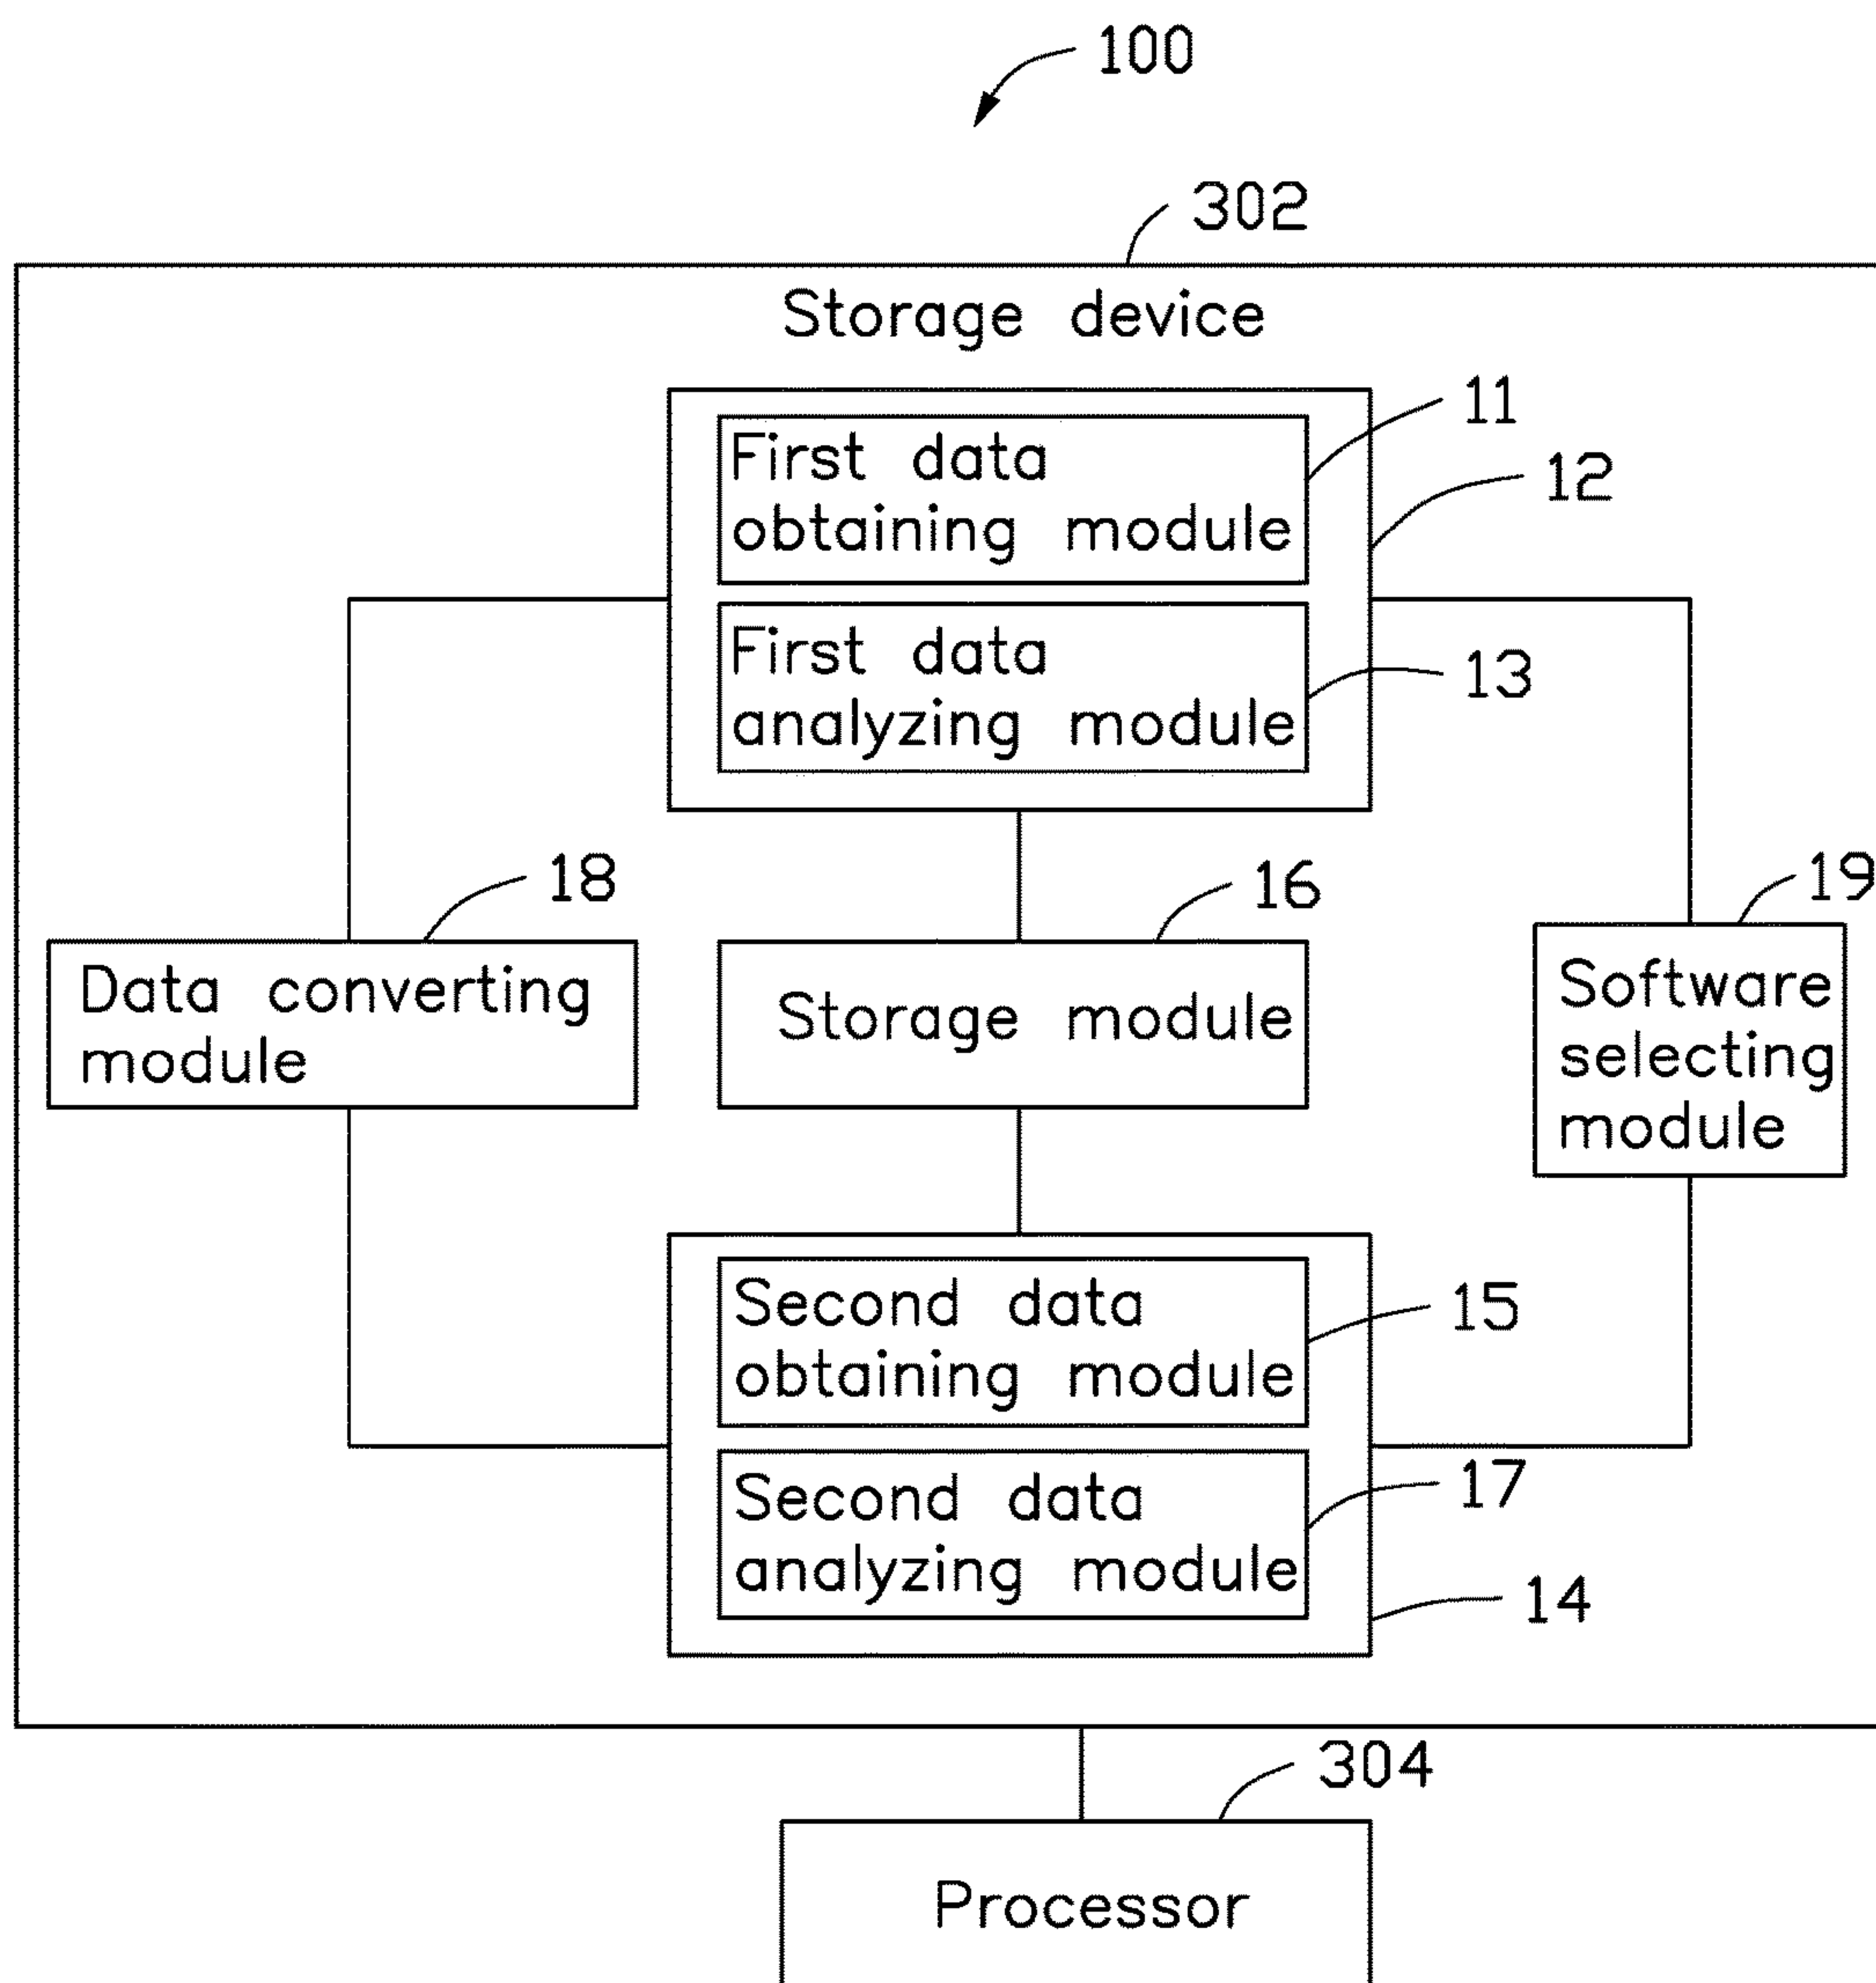 100
302
Storage device
11
First data
obtaining module
12
First data
analyzing module
13
18
16
19
Data converting
module
Storage module
Software
selecting
module
Second data
obtaining module
15
Second data
analyzing module
17
14
304
Processor